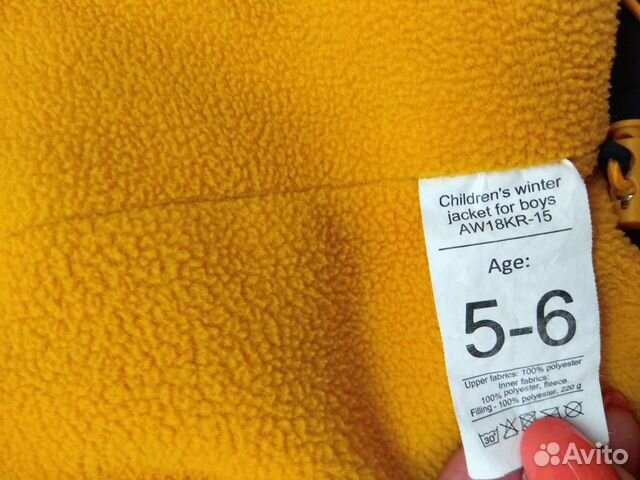 Children's winter
jacket for boys
AW18KR-15
Age:
5-6
Upper fabrics: 100% polyester
Inner fabrics:
100% polyester, fleece.
Filling - 100% polyester, 220 g
30°
Avito